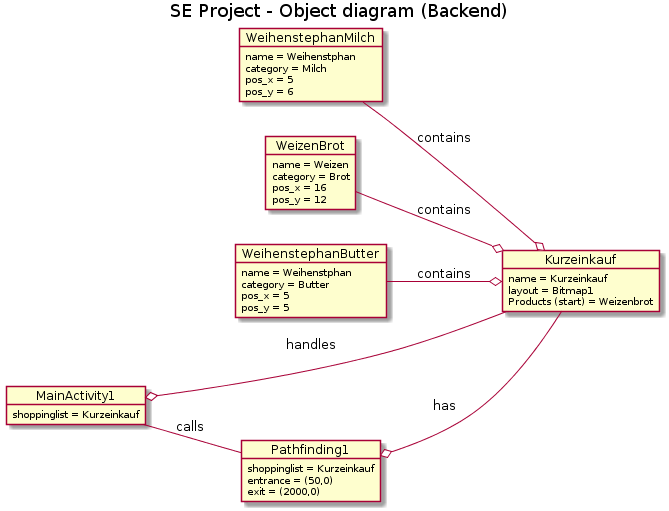 SE Project - Object diagram (Backend)
WeihenstephanMilch
name = Weihenstphan
category = Milch
pos_x = 5
pos_y = 6
contains
WeizenBrot
name = Weizen
category = Brot
pos_x = 16
pos_y = 12
contains
WeihenstephanButter
name = Weihenstphan
category = Butter
pos_x = 5
pos_y = 5
contains
Kurzeinkauf
name = Kurzeinkauf
layout = Bitmap1
Products (start) = Weizenbrot
handles
MainActivity1
shoppinglist = Kurzeinkauf
calls
has
Pathfinding1
shoppinglist = Kurzeinkauf
entrance = (50,0)
exit = (2000,0)